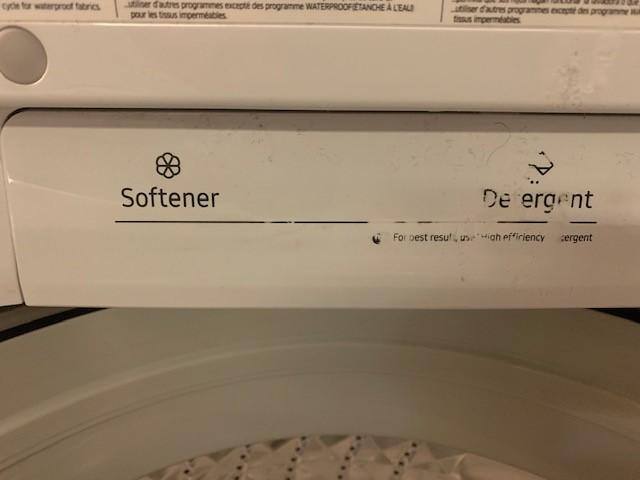 cycle for waterproof fabrics.
...utiliser d'autres programmes excepté des programme WATERPROOF(ÉTANCHE À L'EAU)
pour les tissus imperméables.
...utiliser d'autres programmes excepté des programme
tissus imperméables.
Softener
Detergent
For best results, use High efficiency detergent